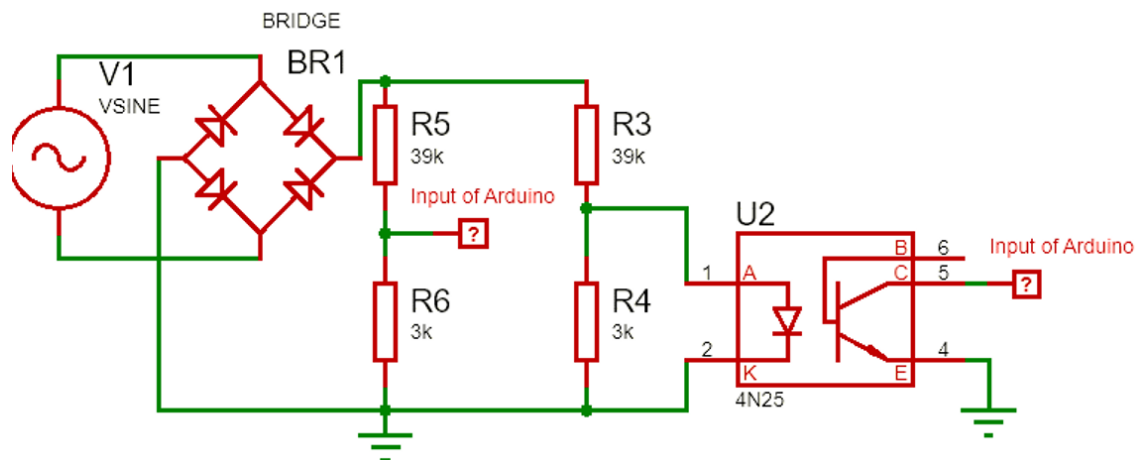 BRIDGE
BR1
V1
VSINE
R5
39k
R3
39k
Input of Arduino
?
U2
B
6
Input of Arduino
1
A
C
5
?
R6
3k
R4
3k
2
K
E
4
4N25